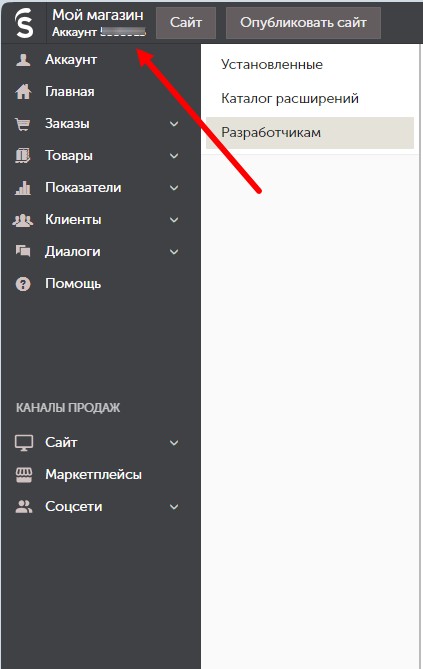 Мой магазин
Аккаунт
Сайт
Опубликовать сайт
Аккаунт
Главная
Заказы
Товары
Показатели
Клиенты
Диалоги
Помощь
КАНАЛЫ ПРОДАЖ
Сайт
Маркетплейсы
Соцсети
Установленные
Каталог расширений
Разработчикам